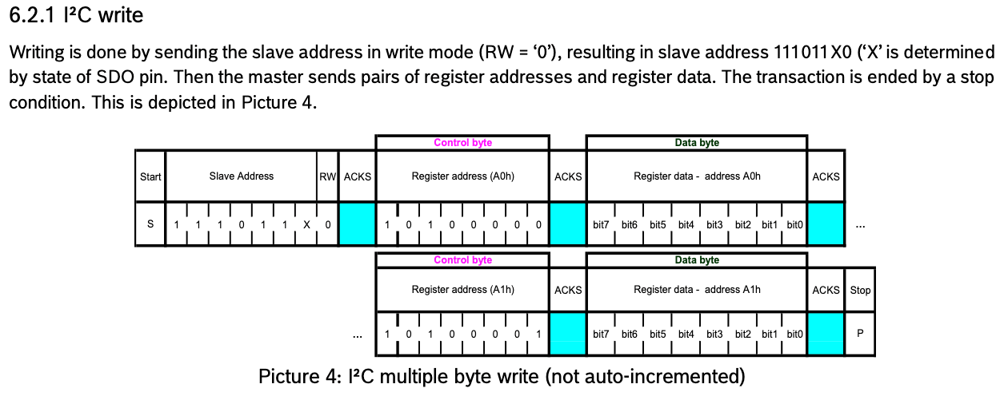 6.2.1 I²C write
Writing is done by sending the slave address in write mode (RW = ‘0’), resulting in slave address 111011X0 (‘X’ is determined
by state of SDO pin. Then the master sends pairs of register addresses and register data. The transaction is ended by a stop
condition. This is depicted in Picture 4.
Control byte Data byte
Start Slave Address RW ACKS Register address (A0h) ACKS Register data - address A0h ACKS
S 1 1 1 0 1 1 X 0 1 0 1 0 0 0 0 0 bit7 bit6 bit5 bit4 bit3 bit2 bit1 bit0 ...
Control byte Data byte
Register address (A1h) ACKS Register data - address A1h ACKS Stop
... 1 0 1 0 0 0 0 1 bit7 bit6 bit5 bit4 bit3 bit2 bit1 bit0 P
Picture 4: I²C multiple byte write (not auto-incremented)